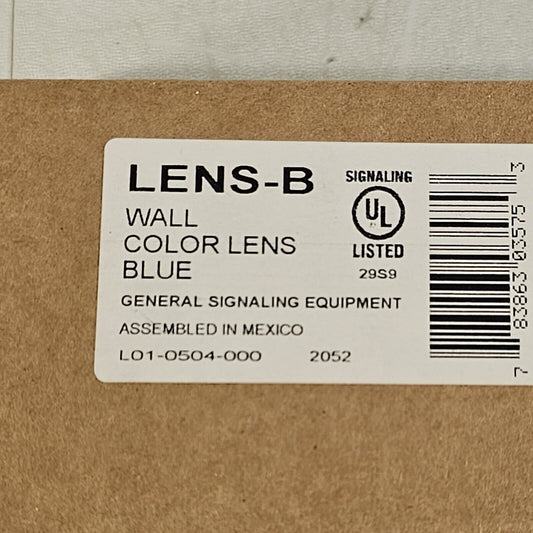 LENS-B
WALL
COLOR LENS
BLUE
GENERAL SIGNALING EQUIPMENT
ASSEMBLED IN MEXICO
L01-0504-000 2052
SIGNALING
UL
LISTED
29S9
7 83863 03575 3